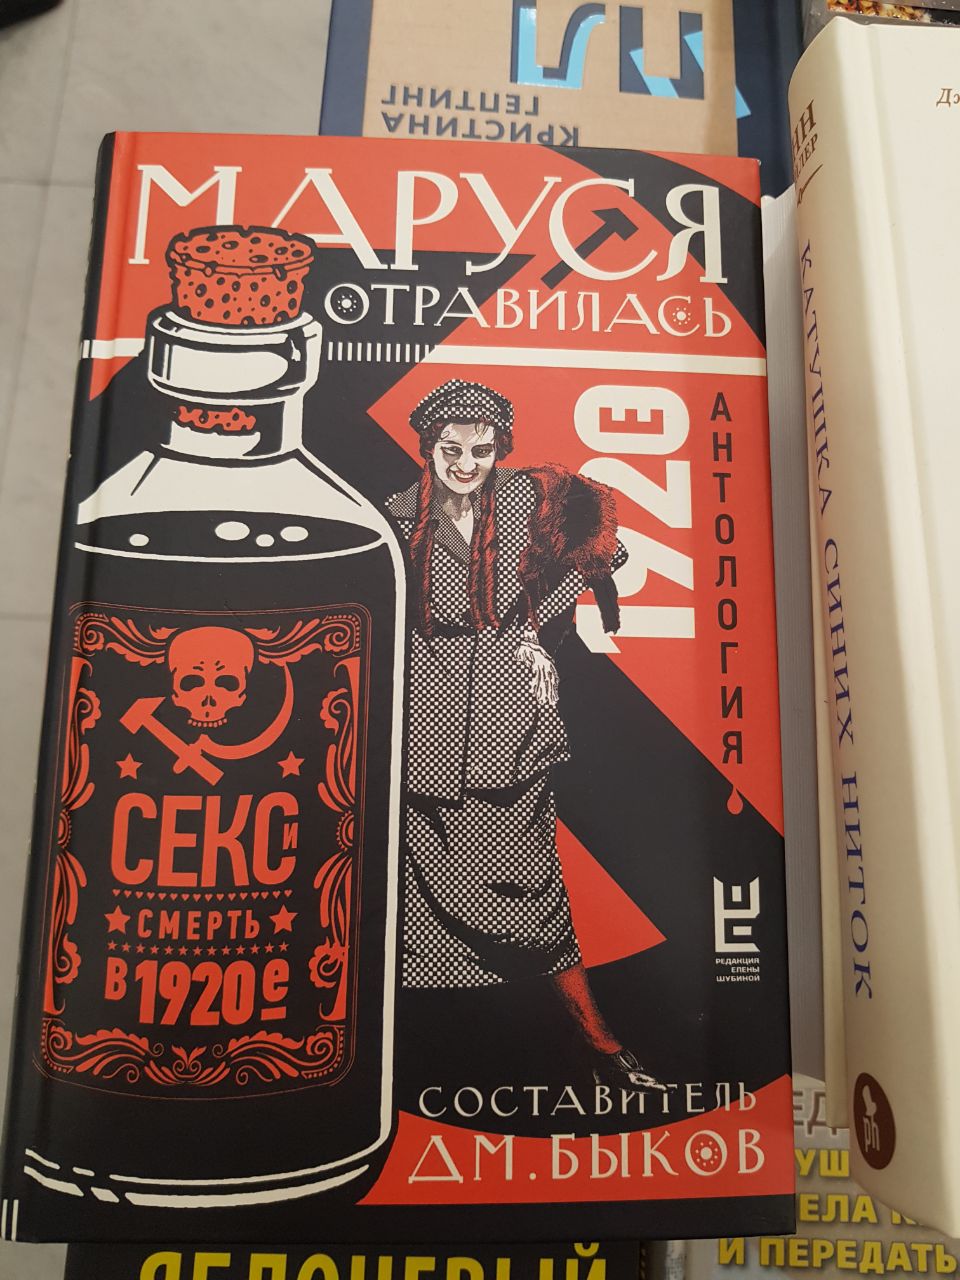 КРИСТИНА
ГЕПТИНГ
МАРУСЯ
ОТРАВИЛАСЬ
1920Е
АНТОЛОГИЯ
СЕКС И
СМЕРТЬ
В 1920е
РЕДАКЦИЯ
ЕЛЕНЫ
ШУБИНОЙ
СОСТАВИТЕЛЬ
ДМ. БЫКОВ
КАТУШКА СИНИХ НИТОК
ph
И ПЕРЕДАТЬ